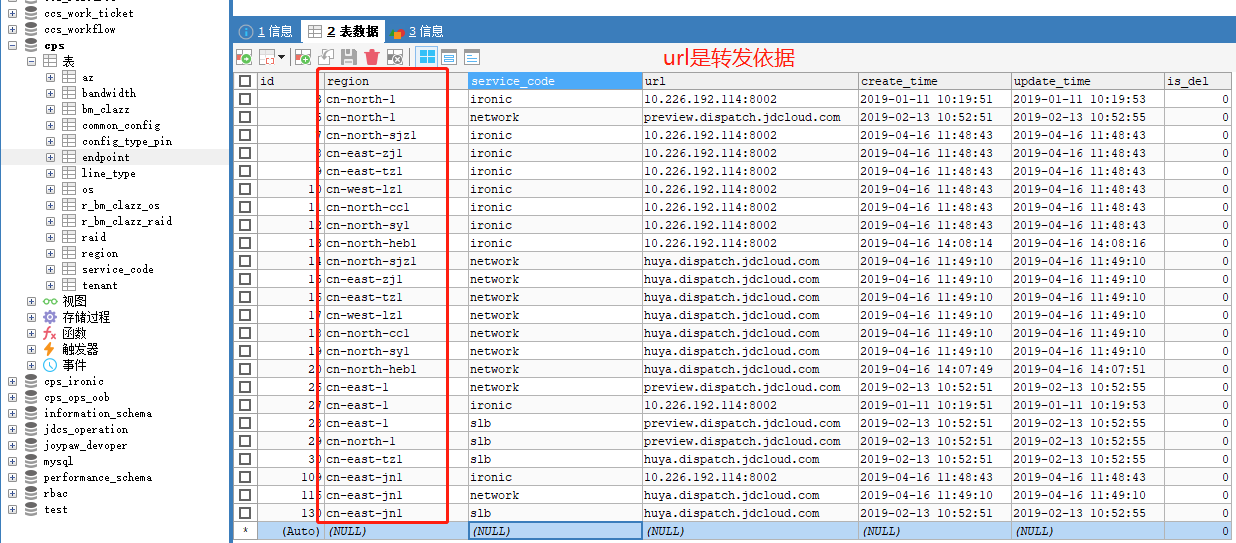 ccs_work_ticket
ccs_workflow
cps
表
az
bandwidth
bm_clazz
common_config
config_type_pin
endpoint
line_type
os
r_bm_clazz_os
r_bm_clazz_raid
raid
region
service_code
tenant
视图
存储过程
函数
触发器
事件
cps_ironic
cps_ops_oob
information_schema
jdcs_operation
joypaw_devoper
mysql
performance_schema
rbac
test
1 信息 2 表数据 3 信息
url是转发依据
id region service_code url create_time update_time is_del
cn-north-1 ironic 10.226.192.114:8002 2019-01-11 10:19:51 2019-01-11 10:19:53 0
cn-north-1 network preview.dispatch.jdcloud.com 2019-02-13 10:52:51 2019-02-13 10:52:55 0
cn-north-sjz1 ironic 10.226.192.114:8002 2019-04-16 11:48:43 2019-04-16 11:48:43 0
cn-east-zj1 ironic 10.226.192.114:8002 2019-04-16 11:48:43 2019-04-16 11:48:43 0
cn-east-tz1 ironic 10.226.192.114:8002 2019-04-16 11:48:43 2019-04-16 11:48:43 0
cn-west-lz1 ironic 10.226.192.114:8002 2019-04-16 11:48:43 2019-04-16 11:48:43 0
cn-north-cc1 ironic 10.226.192.114:8002 2019-04-16 11:48:43 2019-04-16 11:48:43 0
cn-north-sy1 ironic 10.226.192.114:8002 2019-04-16 11:48:43 2019-04-16 11:48:43 0
cn-north-heb1 ironic 10.226.192.114:8002 2019-04-16 14:08:14 2019-04-16 14:08:16 0
cn-north-sjz1 network huya.dispatch.jdcloud.com 2019-04-16 11:49:10 2019-04-16 11:49:10 0
cn-east-zj1 network huya.dispatch.jdcloud.com 2019-04-16 11:49:10 2019-04-16 11:49:10 0
cn-east-tz1 network huya.dispatch.jdcloud.com 2019-04-16 11:49:10 2019-04-16 11:49:10 0
cn-west-lz1 network huya.dispatch.jdcloud.com 2019-04-16 11:49:10 2019-04-16 11:49:10 0
cn-north-cc1 network huya.dispatch.jdcloud.com 2019-04-16 11:49:10 2019-04-16 11:49:10 0
cn-north-sy1 network huya.dispatch.jdcloud.com 2019-04-16 11:49:10 2019-04-16 11:49:10 0
cn-north-heb1 network huya.dispatch.jdcloud.com 2019-04-16 14:07:49 2019-04-16 14:07:51 0
cn-east-1 network preview.dispatch.jdcloud.com 2019-02-13 10:52:51 2019-02-13 10:52:55 0
cn-east-1 ironic 10.226.192.114:8002 2019-01-11 10:19:51 2019-01-11 10:19:53 0
cn-east-1 slb preview.dispatch.jdcloud.com 2019-02-13 10:52:51 2019-02-13 10:52:55 0
cn-north-1 slb preview.dispatch.jdcloud.com 2019-02-13 10:52:51 2019-02-13 10:52:55 0
cn-east-tz1 slb huya.dispatch.jdcloud.com 2019-02-13 10:52:51 2019-02-13 10:52:55 0
cn-east-jn1 ironic 10.226.192.114:8002 2019-04-16 11:48:43 2019-04-16 11:48:43 0
cn-east-jn1 network huya.dispatch.jdcloud.com 2019-04-16 11:49:10 2019-04-16 11:49:10 0
cn-east-jn1 slb huya.dispatch.jdcloud.com 2019-02-13 10:52:51 2019-02-13 10:52:55 0
* (Auto) (NULL) (NULL) (NULL) (NULL) (NULL) 0